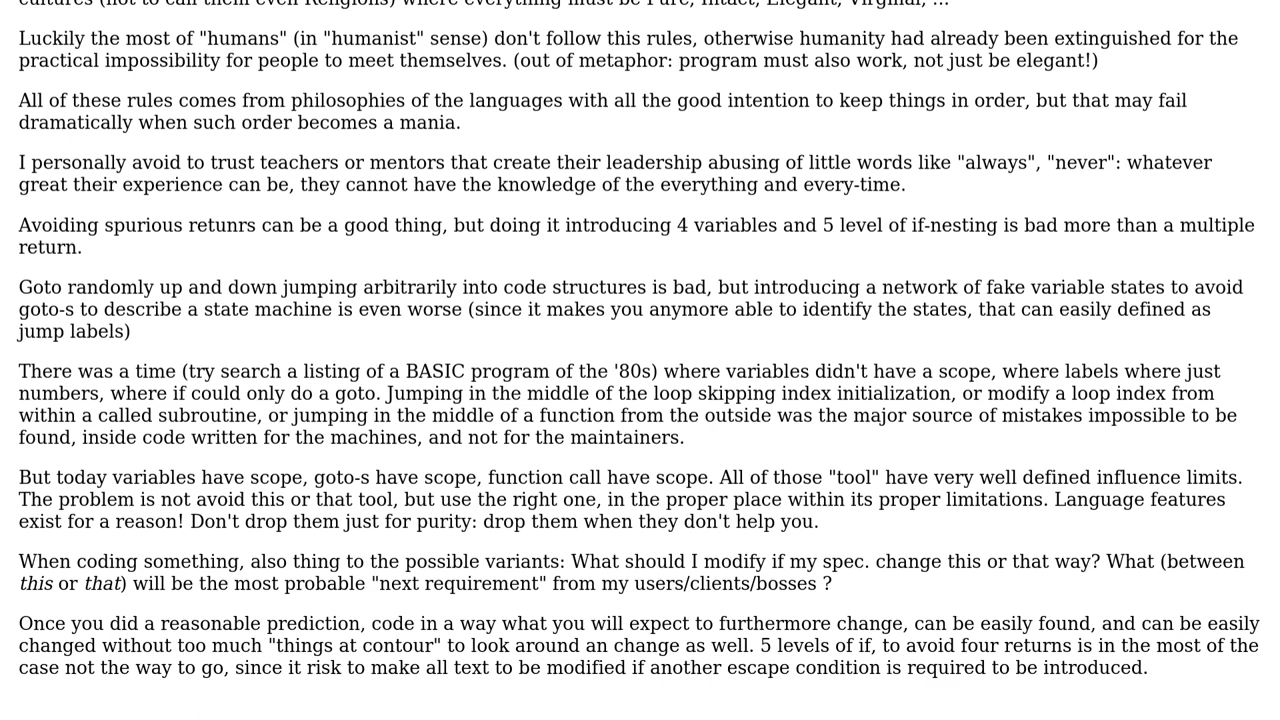 cultures (not to call them even Religions) where everything must be Pure, Intact, Elegant, Virginal, ...
Luckily the most of "humans" (in "humanist" sense) don't follow this rules, otherwise humanity had already been extinguished for the
practical impossibility for people to meet themselves. (out of metaphor: program must also work, not just be elegant!)
All of these rules comes from philosophies of the languages with all the good intention to keep things in order, but that may fail
dramatically when such order becomes a mania.
I personally avoid to trust teachers or mentors that create their leadership abusing of little words like "always", "never": whatever
great their experience can be, they cannot have the knowledge of the everything and every-time.
Avoiding spurious retunrs can be a good thing, but doing it introducing 4 variables and 5 level of if-nesting is bad more than a multiple
return.
Goto randomly up and down jumping arbitrarily into code structures is bad, but introducing a network of fake variable states to avoid
goto-s to describe a state machine is even worse (since it makes you anymore able to identify the states, that can easily defined as
jump labels)
There was a time (try search a listing of a BASIC program of the '80s) where variables didn't have a scope, where labels where just
numbers, where if could only do a goto. Jumping in the middle of the loop skipping index initialization, or modify a loop index from
within a called subroutine, or jumping in the middle of a function from the outside was the major source of mistakes impossible to be
found, inside code written for the machines, and not for the maintainers.
But today variables have scope, goto-s have scope, function call have scope. All of those "tool" have very well defined influence limits.
The problem is not avoid this or that tool, but use the right one, in the proper place within its proper limitations. Language features
exist for a reason! Don't drop them just for purity: drop them when they don't help you.
When coding something, also thing to the possible variants: What should I modify if my spec. change this or that way? What (between
this or that) will be the most probable "next requirement" from my users/clients/bosses ?
Once you did a reasonable prediction, code in a way what you will expect to furthermore change, can be easily found, and can be easily
changed without too much "things at contour" to look around an change as well. 5 levels of if, to avoid four returns is in the most of the
case not the way to go, since it risk to make all text to be modified if another escape condition is required to be introduced.